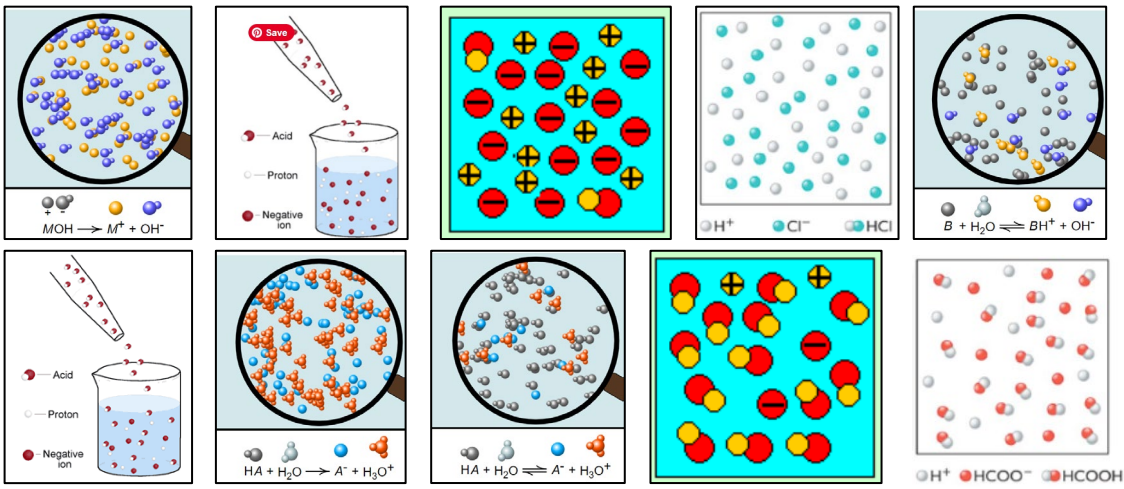 Save
Acid
Proton
Negative
ion
+ -
MOH → M⁺ + OH⁻
H⁺ Cl⁻ HCl
B + H₂O ⇌ BH⁺ + OH⁻
Acid
Proton
Negative
ion
HA + H₂O → A⁻ + H₃O⁺
HA + H₂O ⇌ A⁻ + H₃O⁺
H⁺ HCOO⁻ HCOOH